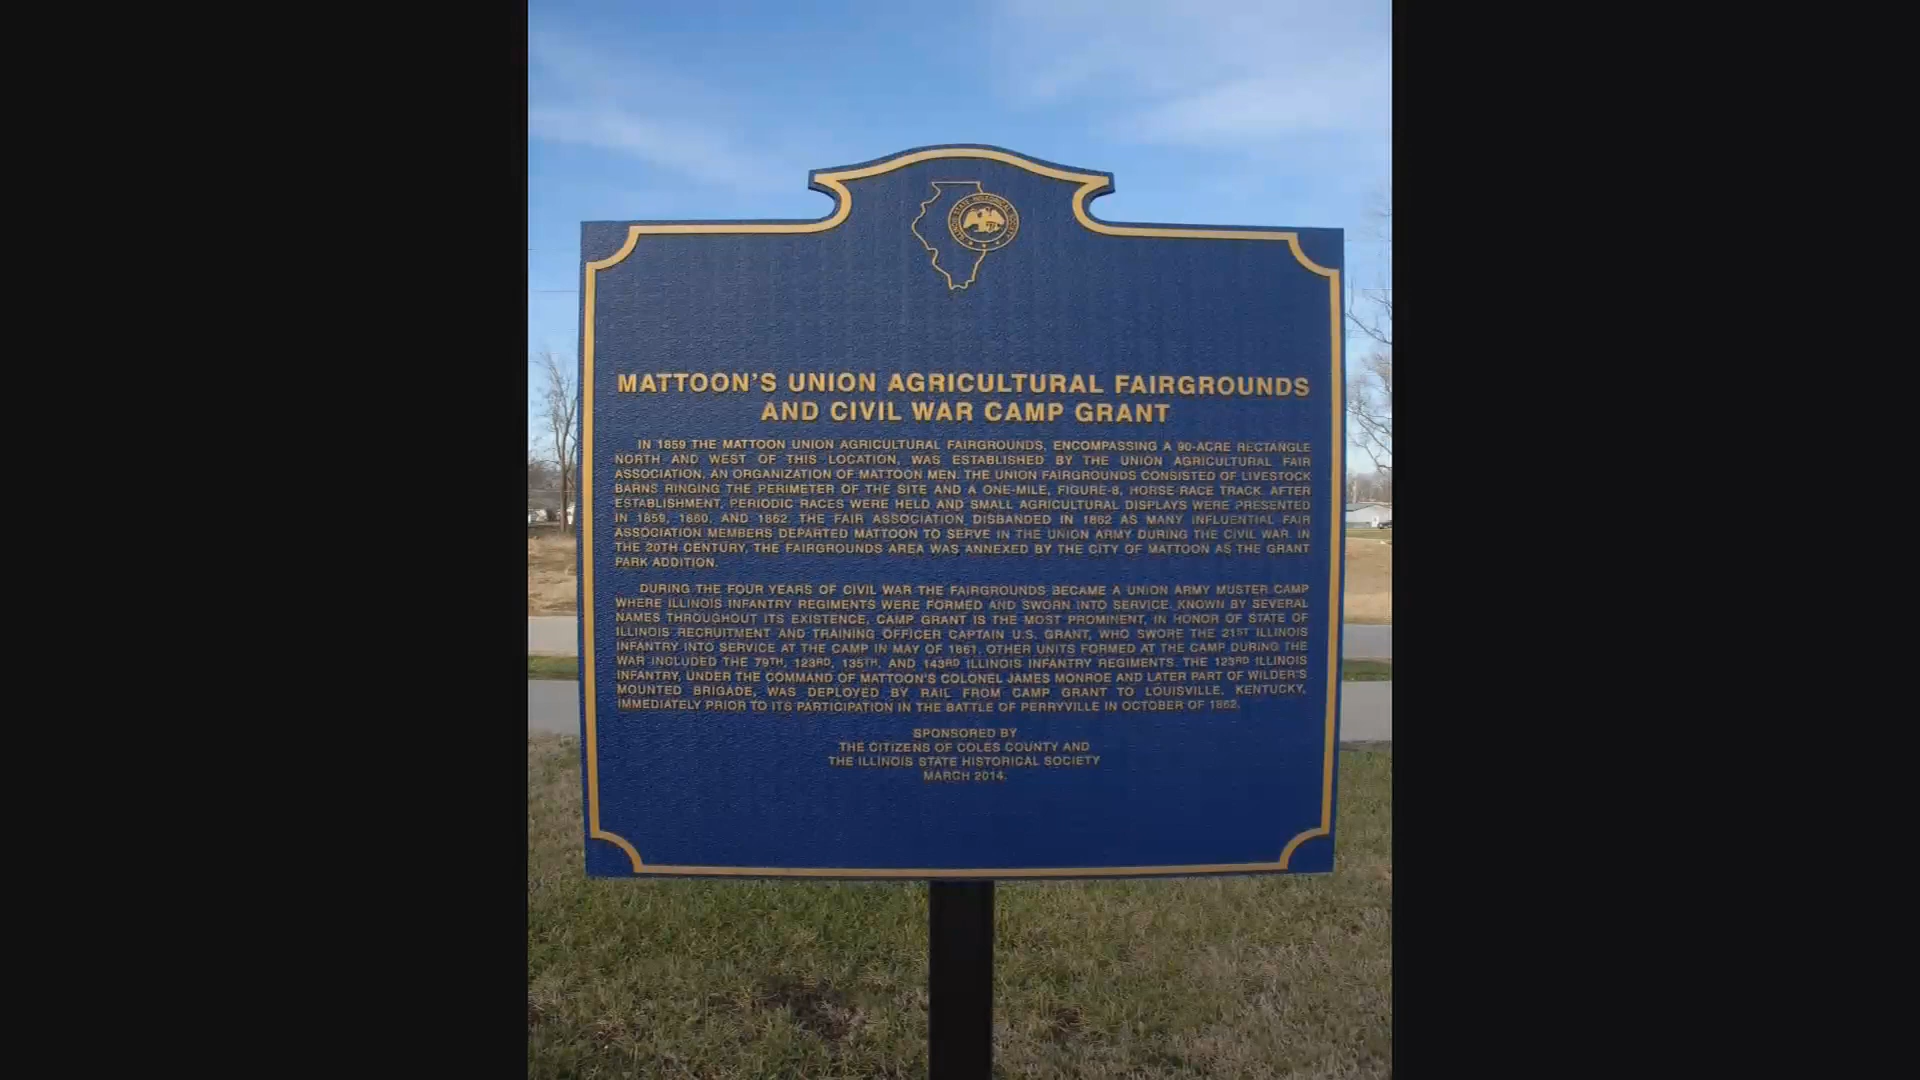 ILLINOIS STATE HISTORICAL SOCIETY
MATTOON'S UNION AGRICULTURAL FAIRGROUNDS
AND CIVIL WAR CAMP GRANT
IN 1859 THE MATTOON UNION AGRICULTURAL FAIRGROUNDS, ENCOMPASSING A 90-ACRE RECTANGLE
NORTH AND WEST OF THIS LOCATION, WAS ESTABLISHED BY THE UNION AGRICULTURAL FAIR
ASSOCIATION, AN ORGANIZATION OF MATTOON MEN. THE UNION FAIRGROUNDS CONSISTED OF LIVESTOCK
BARNS RINGING THE PERIMETER OF THE SITE AND A ONE-MILE, FIGURE-8, HORSE RACE TRACK. AFTER
ESTABLISHMENT, PERIODIC RACES WERE HELD AND SMALL AGRICULTURAL DISPLAYS WERE PRESENTED
IN 1859, 1860, AND 1862. THE FAIR ASSOCIATION DISBANDED IN 1862 AS MANY INFLUENTIAL FAIR
ASSOCIATION MEMBERS DEPARTED MATTOON TO SERVE IN THE UNION ARMY DURING THE CIVIL WAR. IN
THE 20TH CENTURY, THE FAIRGROUNDS AREA WAS ANNEXED BY THE CITY OF MATTOON AS THE GRANT
PARK ADDITION.
DURING THE FOUR YEARS OF CIVIL WAR THE FAIRGROUNDS BECAME A UNION ARMY MUSTER CAMP
WHERE ILLINOIS INFANTRY REGIMENTS WERE FORMED AND SWORN INTO SERVICE. KNOWN BY SEVERAL
NAMES THROUGHOUT ITS EXISTENCE, CAMP GRANT IS THE MOST PROMINENT, IN HONOR OF STATE OF
ILLINOIS RECRUITMENT AND TRAINING OFFICER CAPTAIN U.S. GRANT, WHO SWORE THE 21ST ILLINOIS
INFANTRY INTO SERVICE AT THE CAMP IN MAY OF 1861. OTHER UNITS FORMED AT THE CAMP DURING THE
WAR INCLUDED THE 79TH, 123RD, 135TH, AND 143RD ILLINOIS INFANTRY REGIMENTS. THE 123RD ILLINOIS
INFANTRY, UNDER THE COMMAND OF MATTOON'S COLONEL JAMES MONROE AND LATER PART OF WILDER'S
MOUNTED BRIGADE, WAS DEPLOYED BY RAIL FROM CAMP GRANT TO LOUISVILLE, KENTUCKY,
IMMEDIATELY PRIOR TO ITS PARTICIPATION IN THE BATTLE OF PERRYVILLE IN OCTOBER OF 1862.
SPONSORED BY
THE CITIZENS OF COLES COUNTY AND
THE ILLINOIS STATE HISTORICAL SOCIETY
MARCH 2014.